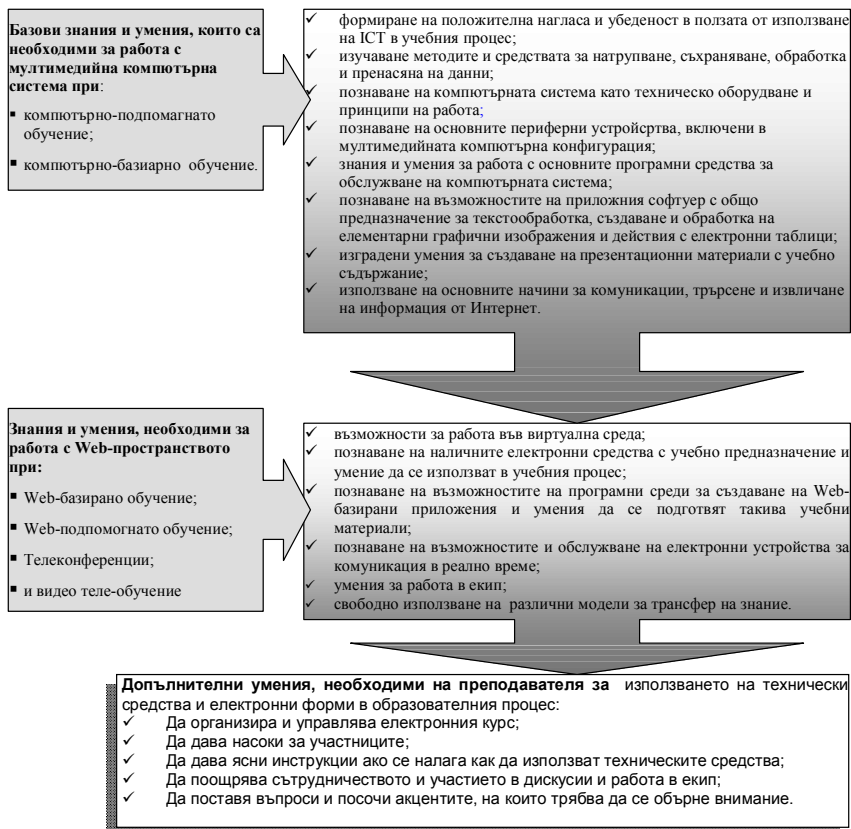 Базови знания и умения, които са
необходими за работа с
мултимедийна компютърна
система при:
▪ компютърно-подпомагнато
обучение;
▪ компютърно-базиарно обучение.
✓ формиране на положителна нагласа и убеденост в ползата от използване
на ICT в учебния процес;
✓ изучаване методите и средствата за натрупване, съхраняване, обработка
и пренасяне на данни;
✓ познаване на компютърната система като техническо оборудване и
принципи на работа;
✓ познаване на основните периферни устройсртва, включени в
мултимедийната компютърна конфигурация;
✓ знания и умения за работа с основните програмни средства за
обслужване на компютърната система;
✓ познаване на възможностите на приложния софтуер с общо
предназначение за текстообработка, създаване и обработка на
елементарни графични изображения и действия с електронни таблици;
✓ изградени умения за създаване на презентационни материали с учебно
съдържание;
✓ използване на основните начини за комуникации, трърсене и извличане
на информация от Интернет.
Знания и умения, необходими за
работа с Web-пространството
при:
▪ Web-базирано обучение;
▪ Web-подпомогнато обучение;
▪ Телеконференции;
▪ и видео теле-обучение
✓ възможности за работа във виртуална среда;
✓ познаване на наличните електронни средства с учебно предназначение и
умение да се използват в учебния процес;
✓ познаване на възможностите на програмни среди за създаване на Web-
базирани приложения и умения да се подготвят такива учебни
материали;
✓ познаване на възможностите и обслужване на електронни устройства за
комуникация в реално време;
✓ умения за работа в екип;
✓ свободно използване на различни модели за трансфер на знание.
Допълнителни умения, необходими на преподавателя за използването на технически
средства и електронни форми в образователния процес:
✓ Да организира и управлява електронния курс;
✓ Да дава насоки за участниците;
✓ Да дава ясни инструкции ако се налага как да използват техническите средства;
✓ Да поощрява сътрудничеството и участието в дискусии и работа в екип;
✓ Да поставя въпроси и посочи акцентите, на които трябва да се обърне внимание.